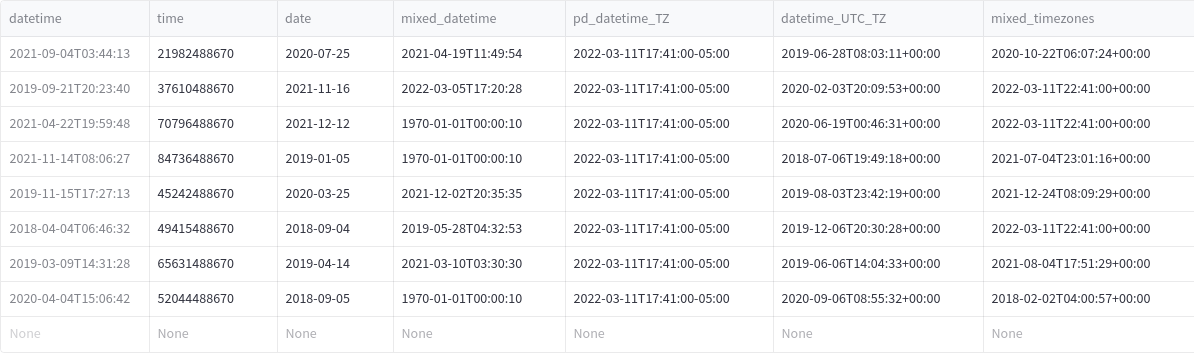 datetime time date mixed_datetime pd_datetime_TZ datetime_UTC_TZ mixed_timezones
2021-09-04T03:44:13 21982488670 2020-07-25 2021-04-19T11:49:54 2022-03-11T17:41:00-05:00 2019-06-28T08:03:11+00:00 2020-10-22T06:07:24+00:00
2019-09-21T20:23:40 37610488670 2021-11-16 2022-03-05T17:20:28 2022-03-11T17:41:00-05:00 2020-02-03T20:09:53+00:00 2022-03-11T22:41:00+00:00
2021-04-22T19:59:48 70796488670 2021-12-12 1970-01-01T00:00:10 2022-03-11T17:41:00-05:00 2020-06-19T00:46:31+00:00 2022-03-11T22:41:00+00:00
2021-11-14T08:06:27 84736488670 2019-01-05 1970-01-01T00:00:10 2022-03-11T17:41:00-05:00 2018-07-06T19:49:18+00:00 2021-07-04T23:01:16+00:00
2019-11-15T17:27:13 45242488670 2020-03-25 2021-12-02T20:35:35 2022-03-11T17:41:00-05:00 2019-08-03T23:42:19+00:00 2021-12-24T08:09:29+00:00
2018-04-04T06:46:32 49415488670 2018-09-04 2019-05-28T04:32:53 2022-03-11T17:41:00-05:00 2019-12-06T20:30:28+00:00 2022-03-11T22:41:00+00:00
2019-03-09T14:31:28 65631488670 2019-04-14 2021-03-10T03:30:30 2022-03-11T17:41:00-05:00 2019-06-06T14:04:33+00:00 2021-08-04T17:51:29+00:00
2020-04-04T15:06:42 52044488670 2018-09-05 1970-01-01T00:00:10 2022-03-11T17:41:00-05:00 2020-09-06T08:55:32+00:00 2018-02-02T04:00:57+00:00
None None None None None None None